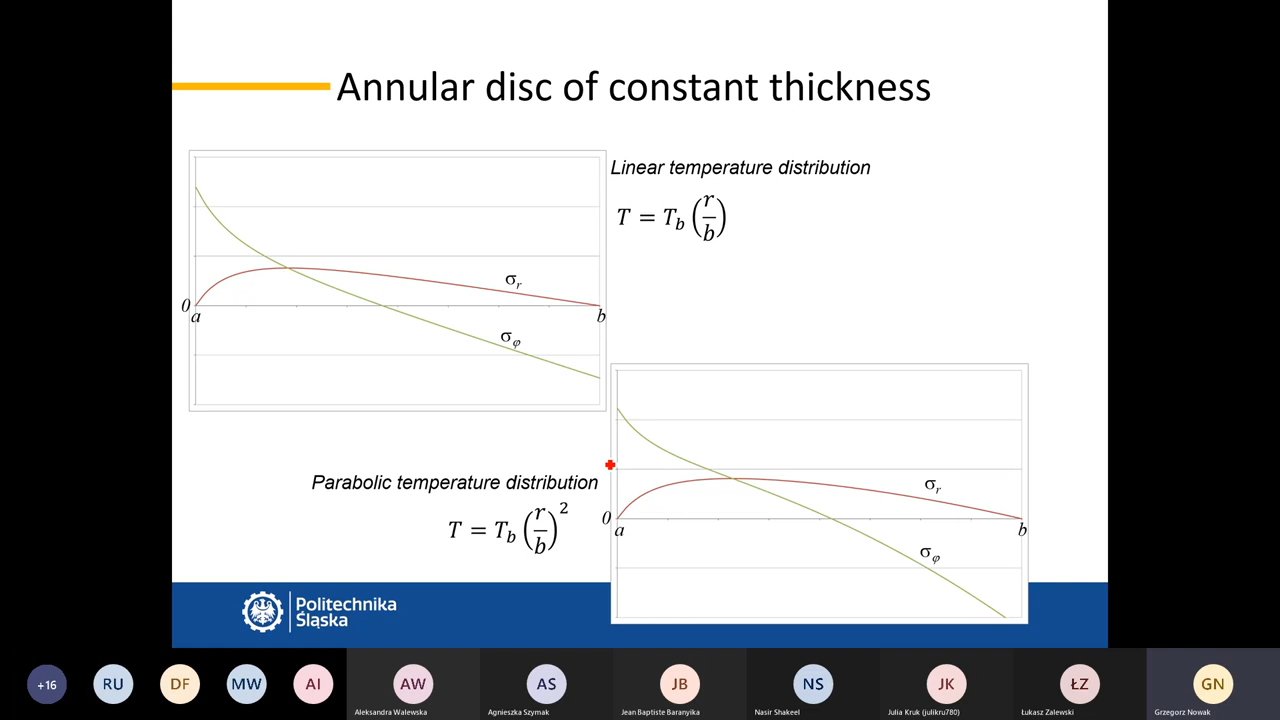 Annular disc of constant thickness
Linear temperature distribution
T = T_b (r/b)
σ_r
0
a
b
σ_φ
Parabolic temperature distribution
T = T_b (r/b)^2
σ_r
0
a
b
σ_φ
Politechnika
Śląska
+16
RU
DF
MW
AI
AW
AS
JB
NS
JK
ŁZ
GN
Aleksandra Walewska
Agnieszka Szymak
Jean Baptiste Baranyika
Nasir Shakeel
Julia Kruk (julikru780)
Łukasz Zalewski
Grzegorz Nowak